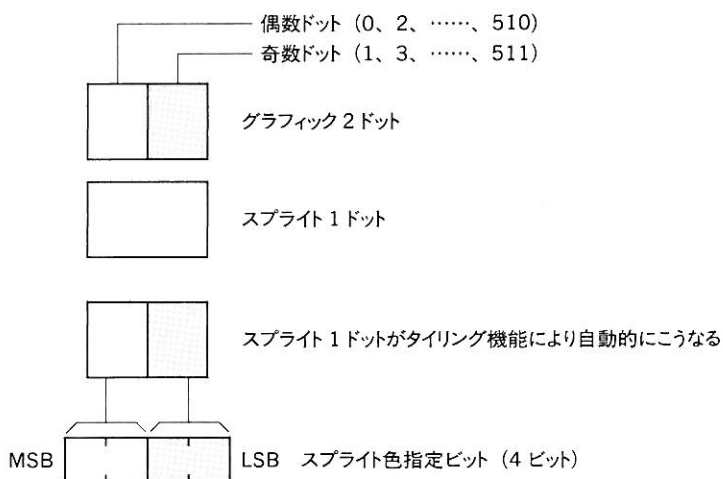 偶数ドット (0、2、……、510)
奇数ドット (1、3、……、511)
グラフィック 2 ドット
スプライト 1 ドット
スプライト 1 ドットがタイリング機能により自動的にこうなる
MSB LSB スプライト色指定ビット (4 ビット)